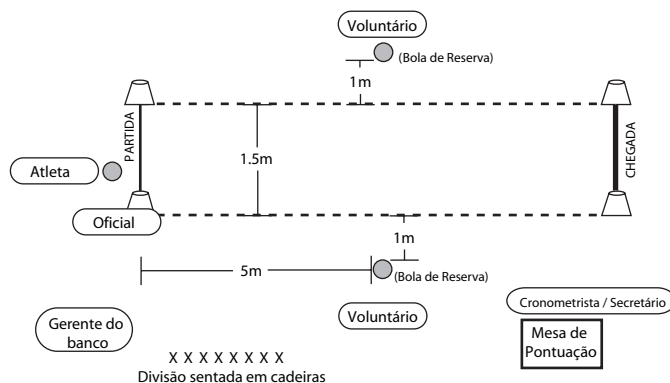 Voluntário
(Bola de Reserva)
1m
PARTIDA
1.5m
CHEGADA
Atleta
Oficial
1m
5m
(Bola de Reserva)
Voluntário
Cronometrista / Secretário
Gerente do
banco
Mesa de
Pontuação
X X X X X X X X
Divisão sentada em cadeiras